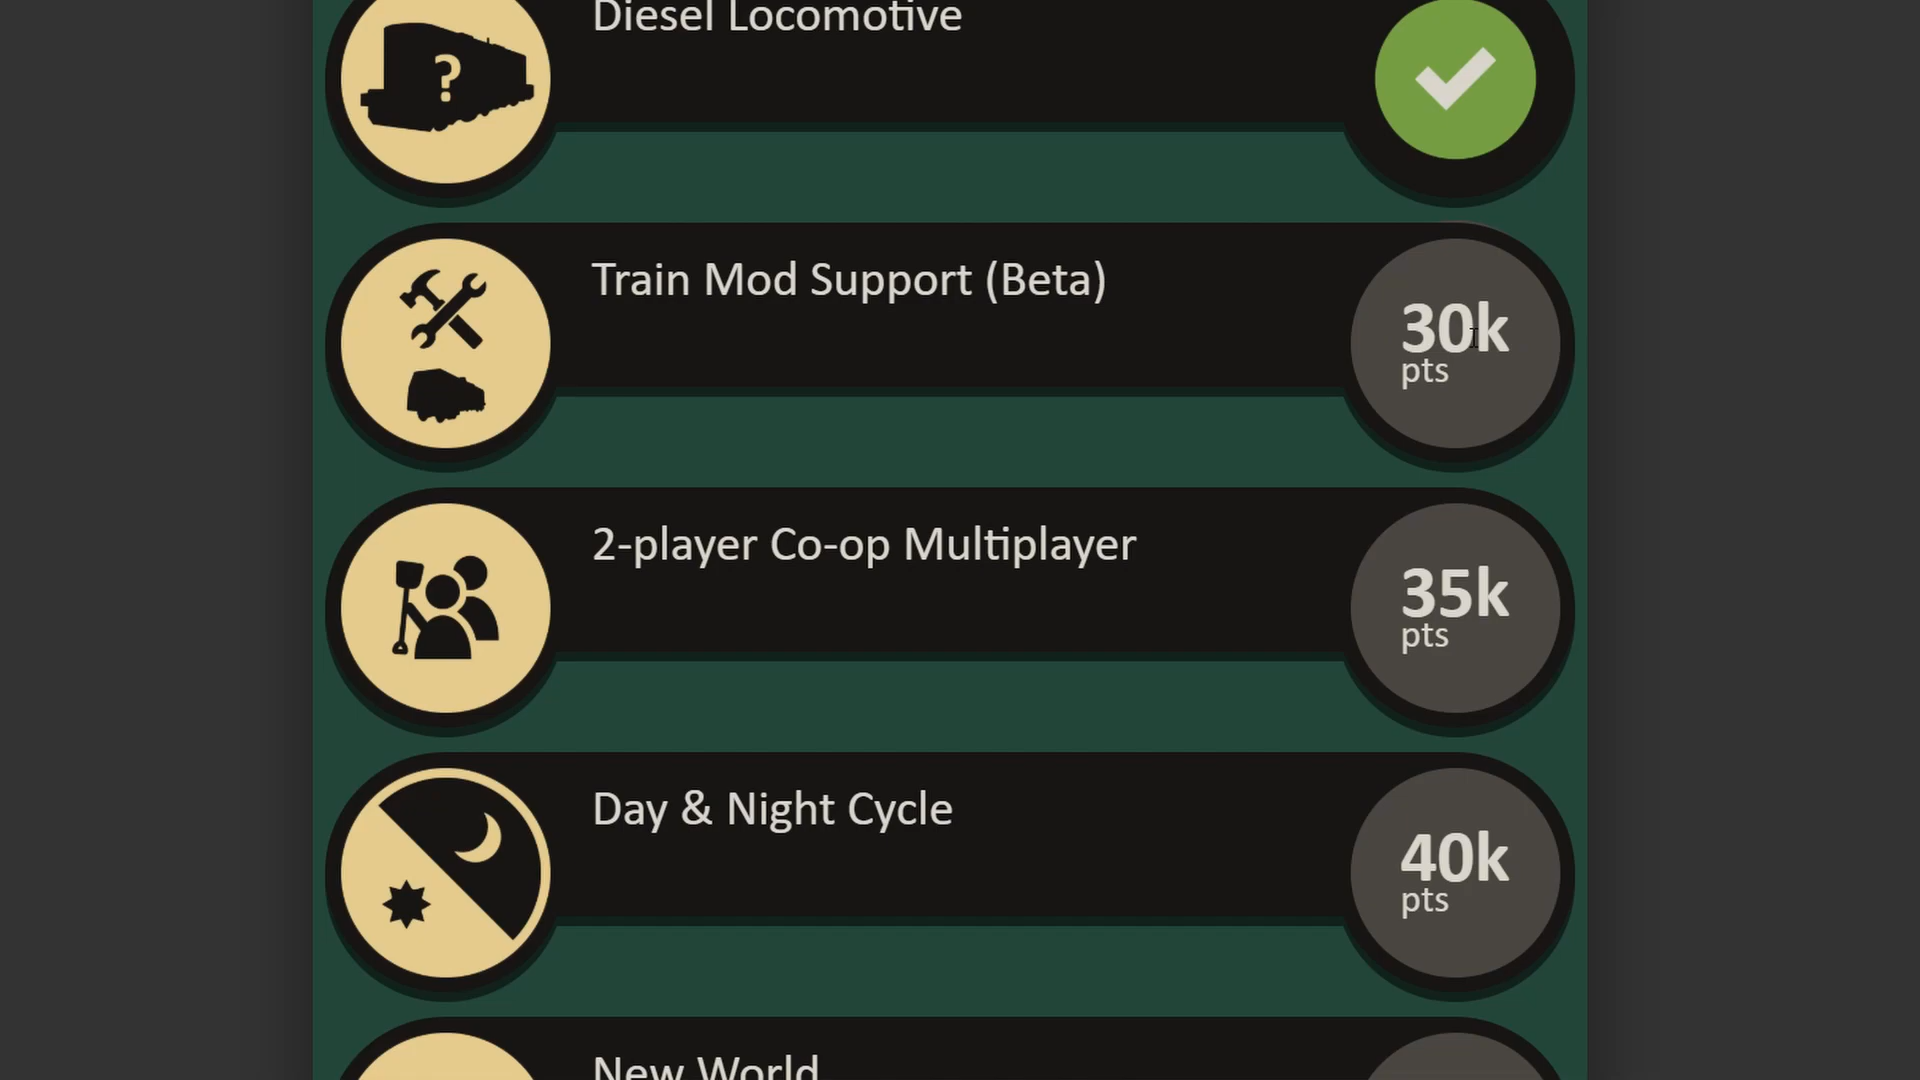 Diesel Locomotive
?
Train Mod Support (Beta)
30k
pts
2-player Co-op Multiplayer
35k
pts
Day & Night Cycle
40k
pts
New World